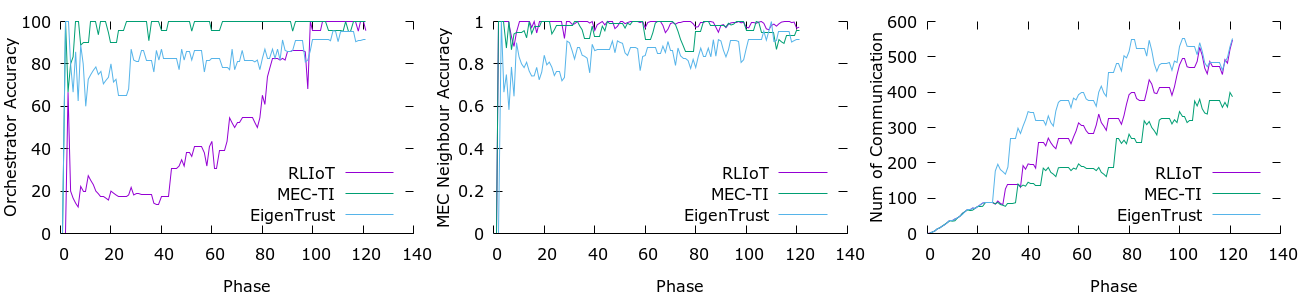 Orchestrator Accuracy
100
80
60
40
20
0
RLIoT
MEC-TI
EigenTrust
0 20 40 60 80 100 120 140
Phase
MEC Neighbour Accuracy
1
0.8
0.6
0.4
0.2
0
RLIoT
MEC-TI
EigenTrust
0 20 40 60 80 100 120 140
Phase
Num of Communication
600
500
400
300
200
100
0
RLIoT
MEC-TI
EigenTrust
0 20 40 60 80 100 120 140
Phase